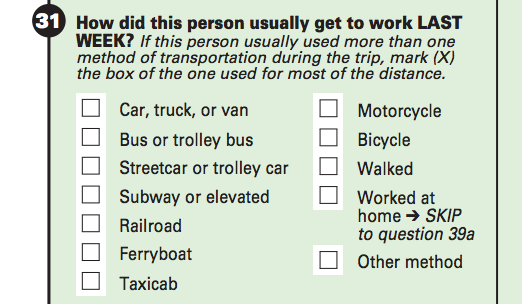 31 How did this person usually get to work LAST
WEEK? If this person usually used more than one
method of transportation during the trip, mark (X)
the box of the one used for most of the distance.
Car, truck, or van
Bus or trolley bus
Streetcar or trolley car
Subway or elevated
Railroad
Ferryboat
Taxicab
Motorcycle
Bicycle
Walked
Worked at
home ➔ SKIP
to question 39a
Other method